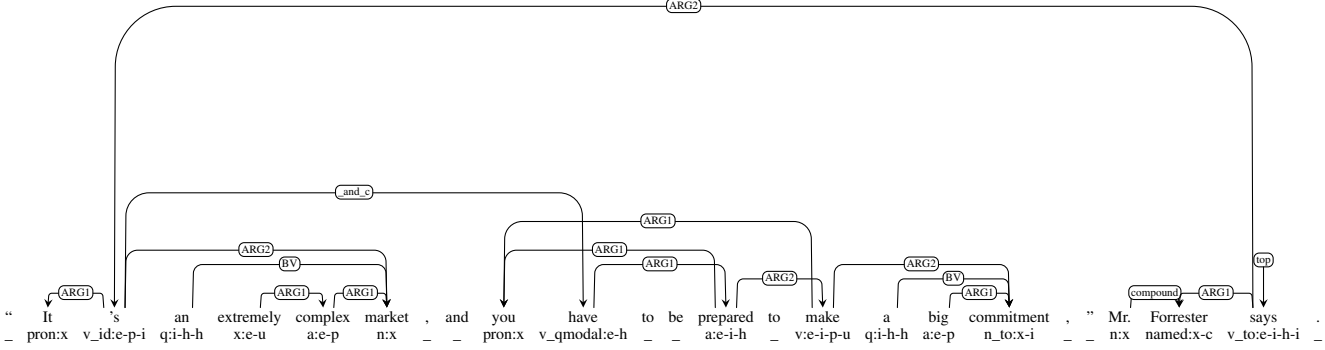 ARG2
_and_c
ARG1
ARG2 ARG1
BV ARG1 ARG2 top
ARG1 ARG1 ARG1 ARG2 BV ARG1 compound ARG1
“ It ’s an extremely complex market , and you have to be prepared to make a big commitment , ” Mr. Forrester says .
_ pron:x v_id:e-p-i q:i-h-h x:e-u a:e-p n:x _ _ pron:x v_qmodal:e-h _ _ a:e-i-h _ v:e-i-p-u q:i-h-h a:e-p n_to:x-i _ _ n:x named:x-c v_to:e-i-h-i _